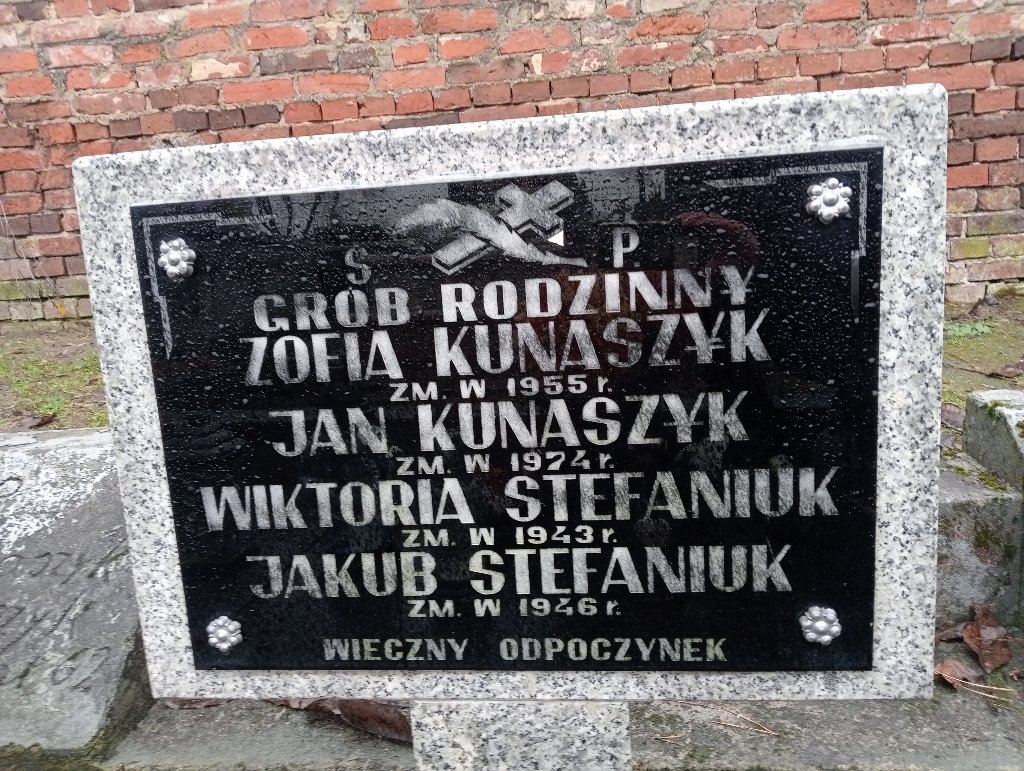 Ś P.
GRÓB RODZINNY
ZOFIA KUNASZYK
ZM. W 1955 r.
JAN KUNASZYK
ZM. W 1974 r.
WIKTORIA STEFANIUK
ZM. W 1943 r.
JAKUB STEFANIUK
ZM. W 1946 r.
WIECZNY ODPOCZYNEK